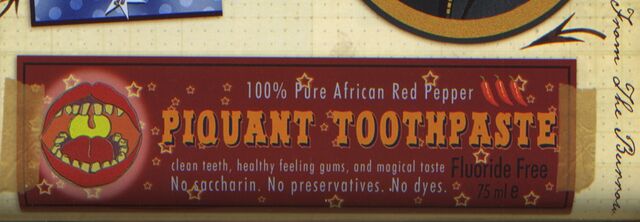 100% Pure African Red Pepper
PIQUANT TOOTHPASTE
clean teeth, healthy feeling gums, and magical taste
No saccharin. No preservatives. No dyes.
Fluoride Free
75 ml e
From The Burrow